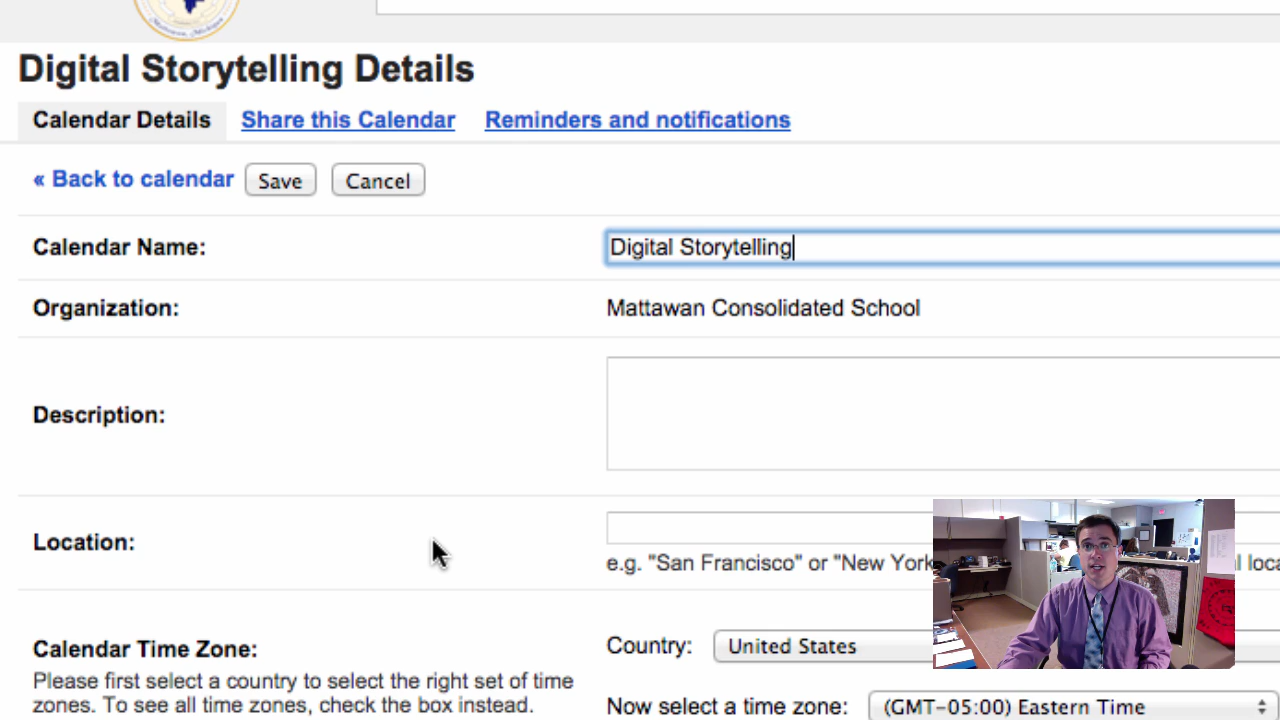 Digital Storytelling Details
Calendar Details Share this Calendar Reminders and notifications
« Back to calendar Save Cancel
Calendar Name: Digital Storytelling
Organization: Mattawan Consolidated School
Description:
Location:
e.g. "San Francisco" or "New York
Calendar Time Zone:
Please first select a country to select the right set of time
zones. To see all time zones, check the box instead.
Country: United States
Now select a time zone: (GMT-05:00) Eastern Time